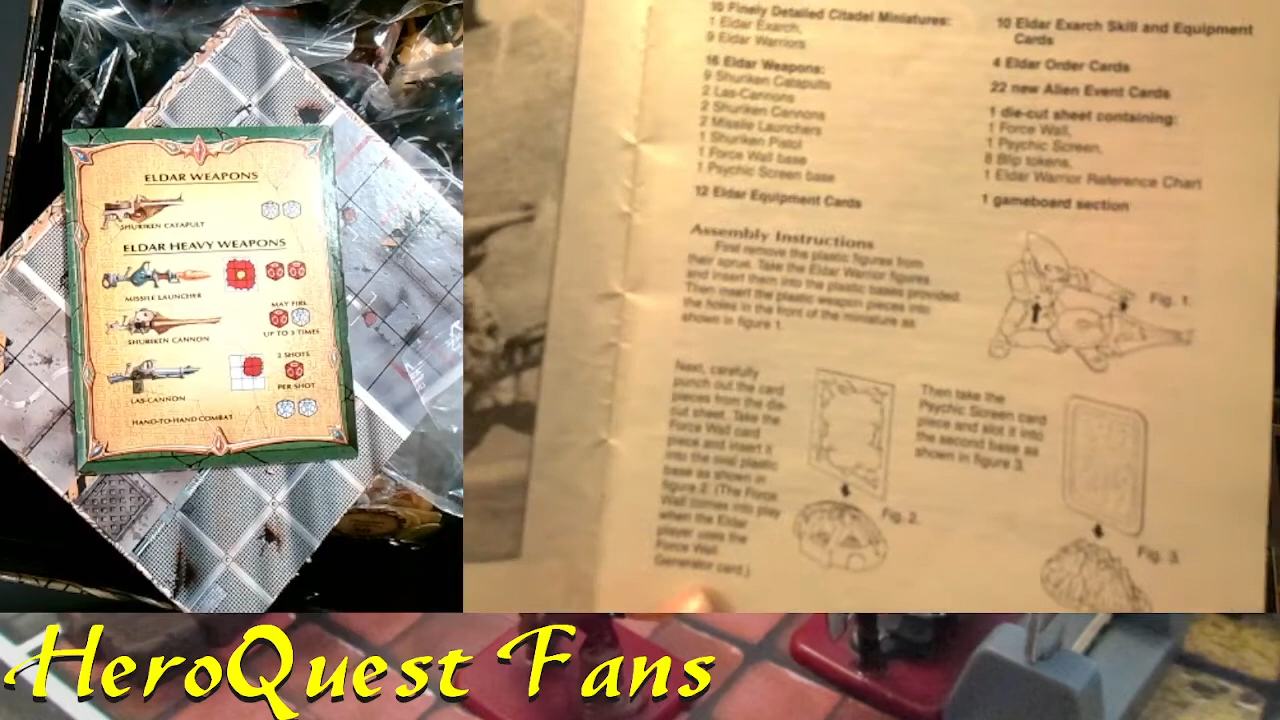 ELDAR WEAPONS
SHURIKEN CATAPULT
ELDAR HEAVY WEAPONS
MISSILE LAUNCHER
MAY FIRE
SHURIKEN CANNON
UP TO 3 TIMES
2 SHOTS
PER SHOT
LAS-CANNON
HAND-TO-HAND COMBAT
10 Finely Detailed Citadel Miniatures:
1 Eldar Exarch,
9 Eldar Warriors
16 Eldar Weapons:
9 Shuriken Catapults
2 Las-Cannons
2 Shuriken Cannons
2 Missile Launchers
1 Shuriken Pistol
1 Force Wall base
1 Psychic Screen base
12 Eldar Equipment Cards
10 Eldar Exarch Skill and Equipment
Cards
4 Eldar Order Cards
22 new Alien Event Cards
1 die-cut sheet containing:
1 Force Wall,
1 Psychic Screen,
8 Blip tokens,
1 Eldar Warrior Reference Chart
1 gameboard section
Assembly Instructions
First remove the plastic figures from
their sprue. Take the Eldar Warrior figures
and insert them into the plastic bases provided.
Then insert the plastic weapon pieces into
the holes in the front of the miniature as
shown in figure 1.
Fig. 1.
Next, carefully
punch out the card
pieces from the die-
cut sheet. Take the
Force Wall card
piece and insert it
into the oval plastic
base as shown in
figure 2. (The Force
Wall comes into play
when the Eldar
player uses the
Force Wall
Generator card.)
Fig. 2.
Then take the
Psychic Screen card
piece and slot it into
the second base as
shown in figure 3.
Fig. 3.
HeroQuest Fans